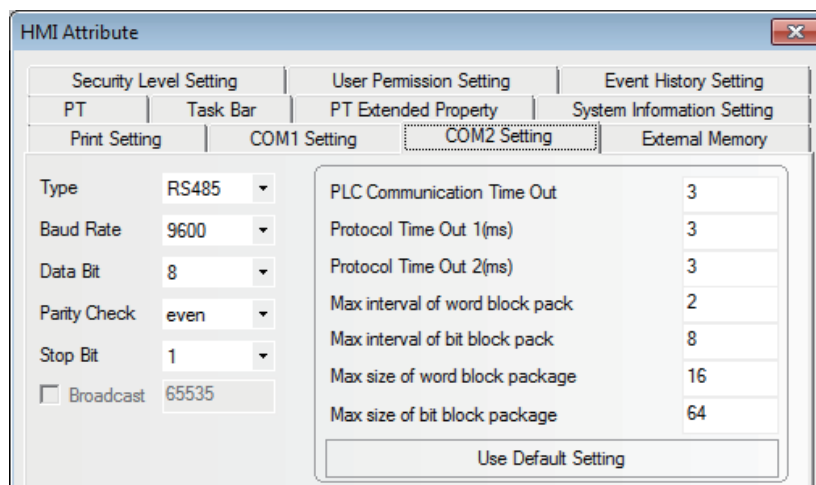 HMI Attribute
Security Level Setting User Permission Setting Event History Setting
PT Task Bar PT Extended Property System Information Setting
Print Setting COM1 Setting COM2 Setting External Memory
Type RS485
Baud Rate 9600
Data Bit 8
Parity Check even
Stop Bit 1
Broadcast 65535
PLC Communication Time Out 3
Protocol Time Out 1(ms) 3
Protocol Time Out 2(ms) 3
Max interval of word block pack 2
Max interval of bit block pack 8
Max size of word block package 16
Max size of bit block package 64
Use Default Setting